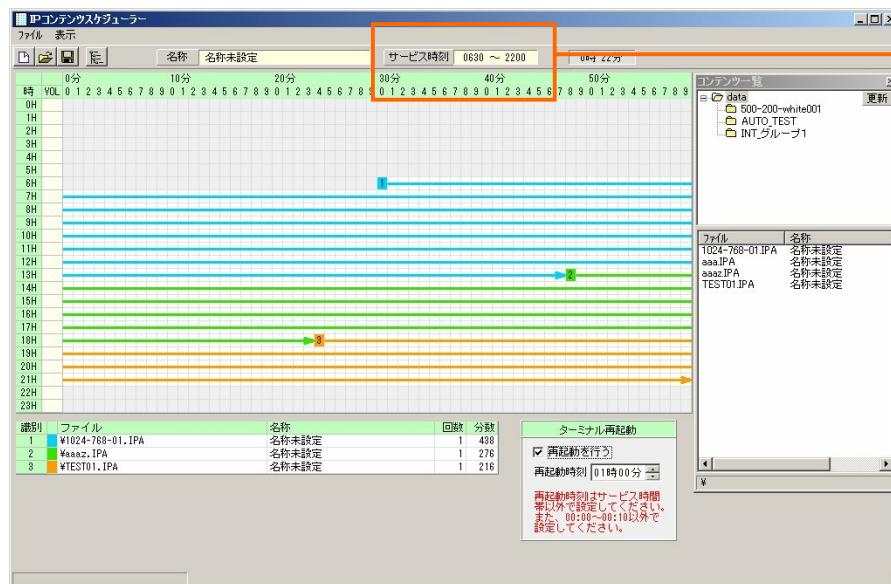 IPコンテンツスケジューラー
ファイル 表示
名称 名称未設定 サービス時刻 0630 ～ 2200 0時 22分
0分 10分 20分 30分 40分 50分
時 VOL 0 1 2 3 4 5 6 7 8 9 0 1 2 3 4 5 6 7 8 9 0 1 2 3 4 5 6 7 8 9 0 1 2 3 4 5 6 7 8 9 0 1 2 3 4 5 6 7 8 9 0 1 2 3 4 5 6 7 8 9
0H
1H
2H
3H
4H
5H
6H 1
7H
8H
9H
10H
11H
12H
13H 2
14H
15H
16H
17H
18H 3
19H
20H
21H
22H
23H
コンテンツ一覧
data
更新
500-200-white001
AUTO_TEST
INT_グループ1
ファイル 名称
1024-768-01.IPA 名称未設定
aaa.IPA 名称未設定
aaaz.IPA 名称未設定
TEST01.IPA 名称未設定
¥
識別 ファイル 名称 回数 分数
1 ¥1024-768-01.IPA 名称未設定 1 438
2 ¥aaaz.IPA 名称未設定 1 276
3 ¥TEST01.IPA 名称未設定 1 216
ターミナル再起動
再起動を行う
再起動時刻 01時00分
再起動時刻はサービス時間
帯以外で設定してください。
また、00:00～00:10以外で
設定してください。